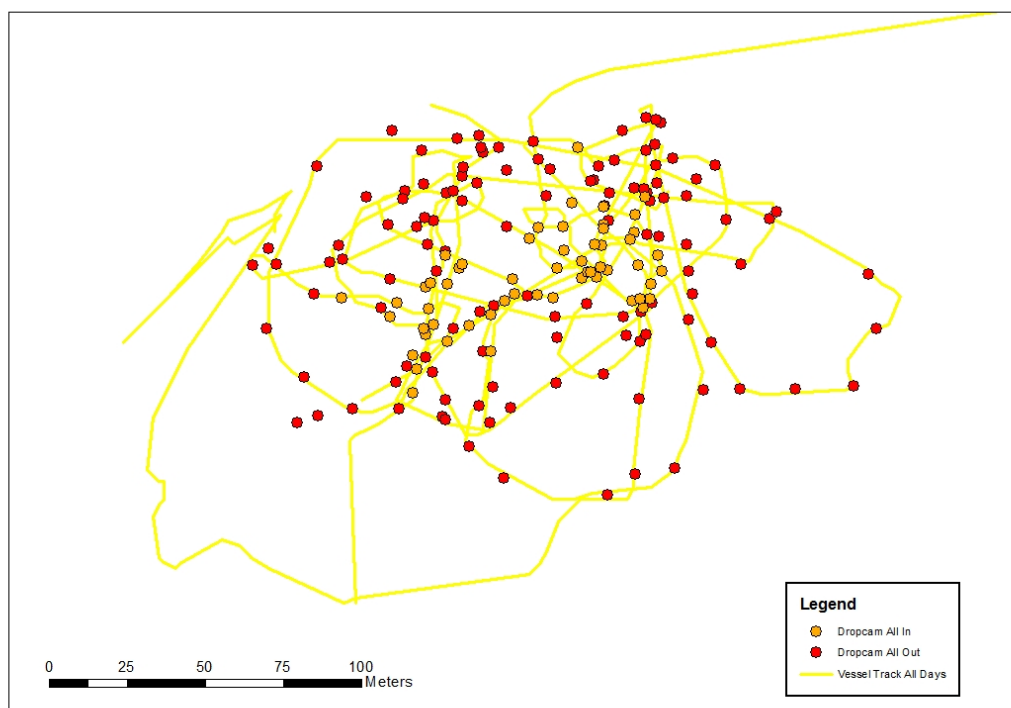 Legend
Dropcam All In
Dropcam All Out
Vessel Track All Days
0 25 50 75 100
Meters